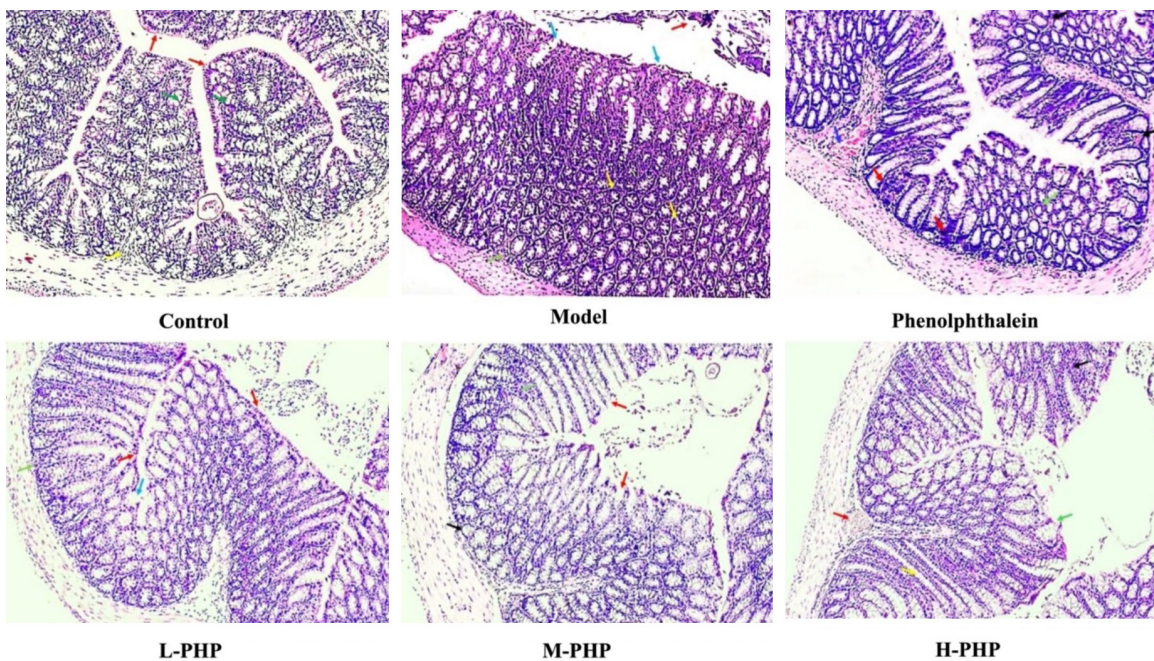 Control
Model
Phenolphthalein
L-PHP
M-PHP
H-PHP